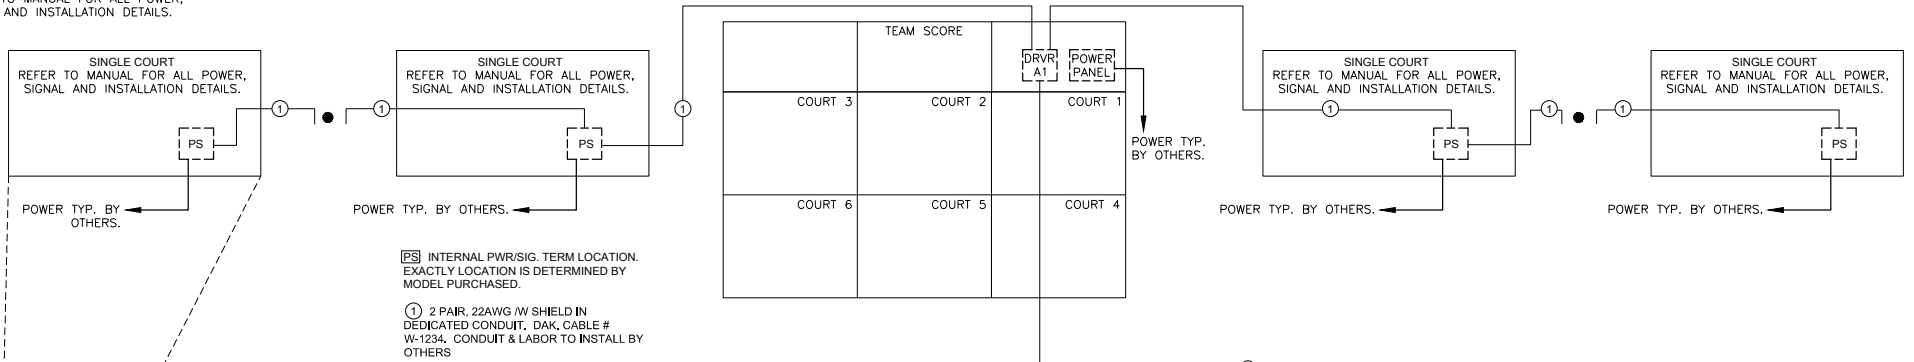 TO MANUAL FOR ALL POWER,
AND INSTALLATION DETAILS.
SINGLE COURT
REFER TO MANUAL FOR ALL POWER,
SIGNAL AND INSTALLATION DETAILS.
PS
POWER TYP. BY
OTHERS.
1
1
SINGLE COURT
REFER TO MANUAL FOR ALL POWER,
SIGNAL AND INSTALLATION DETAILS.
PS
POWER TYP. BY OTHERS.
1
TEAM SCORE
DRVR
A1
POWER
PANEL
COURT 3
COURT 2
COURT 1
COURT 6
COURT 5
COURT 4
POWER TYP.
BY OTHERS.
SINGLE COURT
REFER TO MANUAL FOR ALL POWER,
SIGNAL AND INSTALLATION DETAILS.
1
PS
POWER TYP. BY OTHERS.
1
1
SINGLE COURT
REFER TO MANUAL FOR ALL POWER,
SIGNAL AND INSTALLATION DETAILS.
PS
POWER TYP. BY OTHERS.
PS INTERNAL PWR/SIG. TERM LOCATION.
EXACTLY LOCATION IS DETERMINED BY
MODEL PURCHASED.
1 2 PAIR, 22AWG /W SHIELD IN
DEDICATED CONDUIT. DAK. CABLE #
W-1234. CONDUIT & LABOR TO INSTALL BY
OTHERS